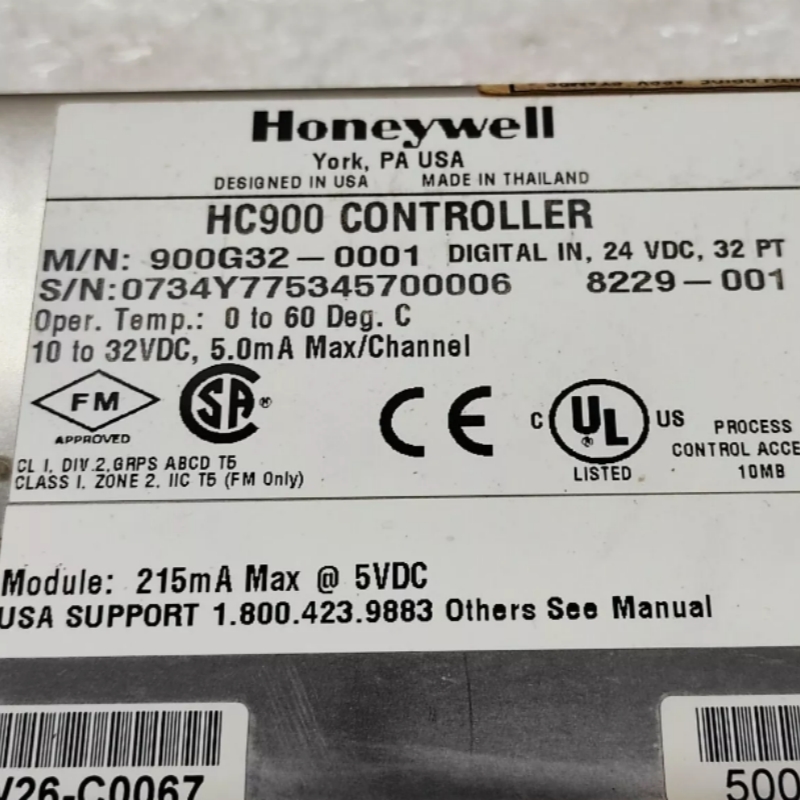 Honeywell
York, PA USA
DESIGNED IN USA MADE IN THAILAND
HC900 CONTROLLER
M/N: 900G32-0001 DIGITAL IN, 24 VDC, 32 PT
S/N:0734Y775345700006 8229-001
Oper. Temp.: 0 to 60 Deg. C
10 to 32VDC, 5.0mA Max/Channel
FM
APPROVED
SA ®
CE
C UL ® US
LISTED
PROCESS
CONTROL ACCE
10MB
CL I, DIV 2, GRPS ABCD T5
CLASS I, ZONE 2, IIC T5 (FM Only)
Module: 215mA Max @ 5VDC
USA SUPPORT 1.800.423.9883 Others See Manual
V26-C0067
500